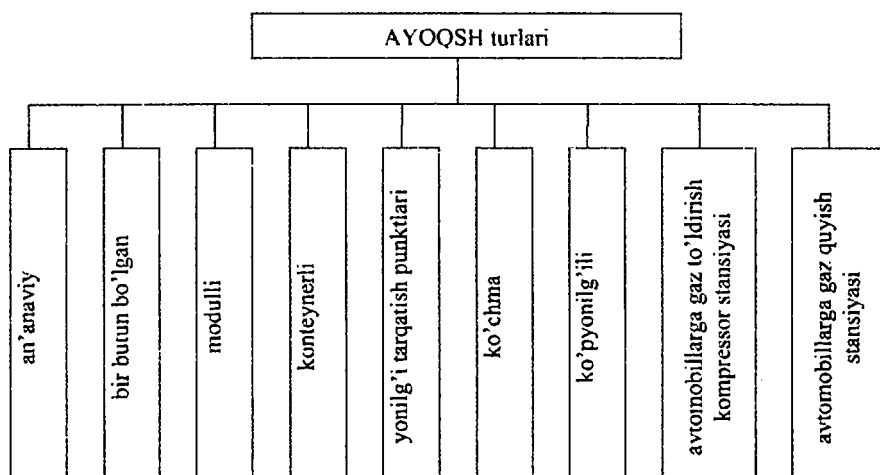 AYOQSH turlari
an’anaviy
bir butun bo’lgan
modulli
konteynerli
yonilg’i tarqatish punktlari
ko’chma
ko’pyonilg’ili
avtomobillarga gaz to’ldirish
kompressor stansiyasi
avtomobillarga gaz quyish
stansiyasi